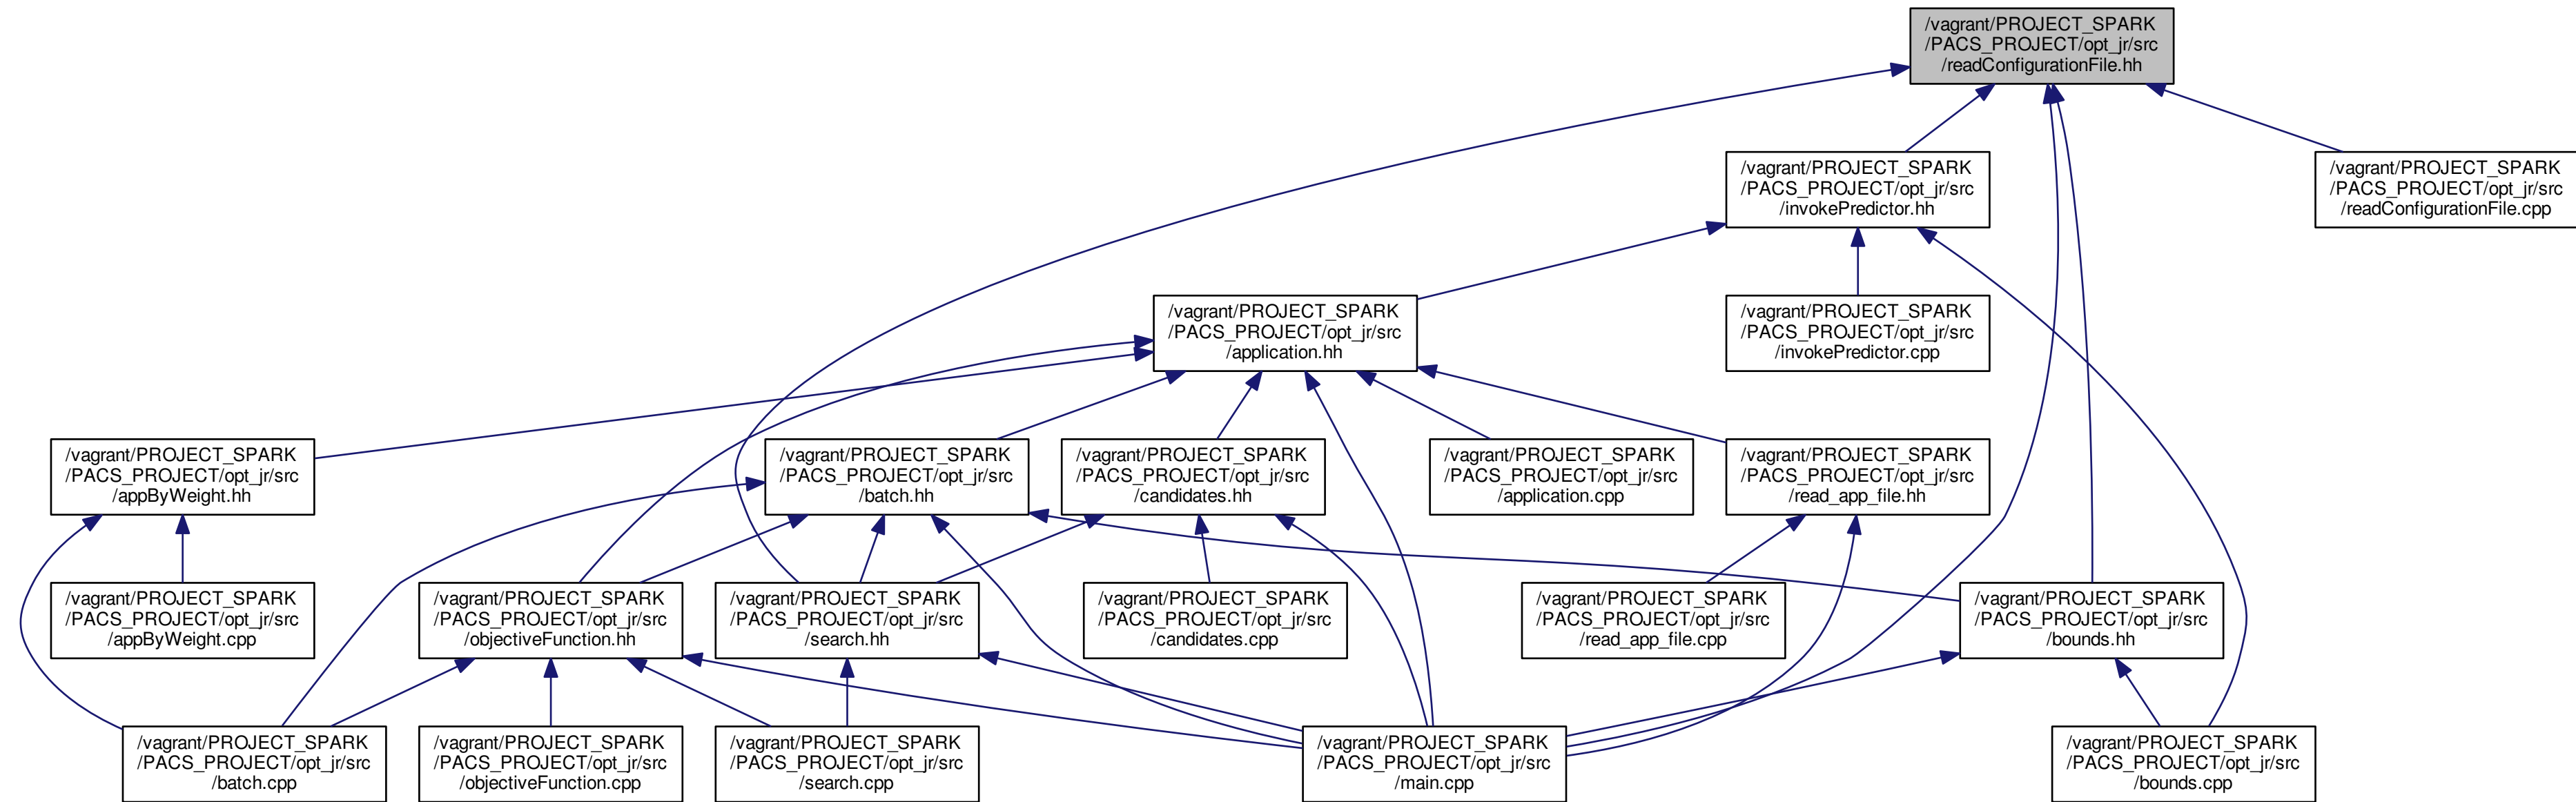 /vagrant/PROJECT_SPARK
/PACS_PROJECT/opt_jr/src
/readConfigurationFile.hh
/vagrant/PROJECT_SPARK
/PACS_PROJECT/opt_jr/src
/invokePredictor.hh
/vagrant/PROJECT_SPARK
/PACS_PROJECT/opt_jr/src
/readConfigurationFile.cpp
/vagrant/PROJECT_SPARK
/PACS_PROJECT/opt_jr/src
/application.hh
/vagrant/PROJECT_SPARK
/PACS_PROJECT/opt_jr/src
/invokePredictor.cpp
/vagrant/PROJECT_SPARK
/PACS_PROJECT/opt_jr/src
/appByWeight.hh
/vagrant/PROJECT_SPARK
/PACS_PROJECT/opt_jr/src
/batch.hh
/vagrant/PROJECT_SPARK
/PACS_PROJECT/opt_jr/src
/candidates.hh
/vagrant/PROJECT_SPARK
/PACS_PROJECT/opt_jr/src
/application.cpp
/vagrant/PROJECT_SPARK
/PACS_PROJECT/opt_jr/src
/read_app_file.hh
/vagrant/PROJECT_SPARK
/PACS_PROJECT/opt_jr/src
/appByWeight.cpp
/vagrant/PROJECT_SPARK
/PACS_PROJECT/opt_jr/src
/objectiveFunction.hh
/vagrant/PROJECT_SPARK
/PACS_PROJECT/opt_jr/src
/search.hh
/vagrant/PROJECT_SPARK
/PACS_PROJECT/opt_jr/src
/candidates.cpp
/vagrant/PROJECT_SPARK
/PACS_PROJECT/opt_jr/src
/read_app_file.cpp
/vagrant/PROJECT_SPARK
/PACS_PROJECT/opt_jr/src
/bounds.hh
/vagrant/PROJECT_SPARK
/PACS_PROJECT/opt_jr/src
/batch.cpp
/vagrant/PROJECT_SPARK
/PACS_PROJECT/opt_jr/src
/objectiveFunction.cpp
/vagrant/PROJECT_SPARK
/PACS_PROJECT/opt_jr/src
/search.cpp
/vagrant/PROJECT_SPARK
/PACS_PROJECT/opt_jr/src
/main.cpp
/vagrant/PROJECT_SPARK
/PACS_PROJECT/opt_jr/src
/bounds.cpp